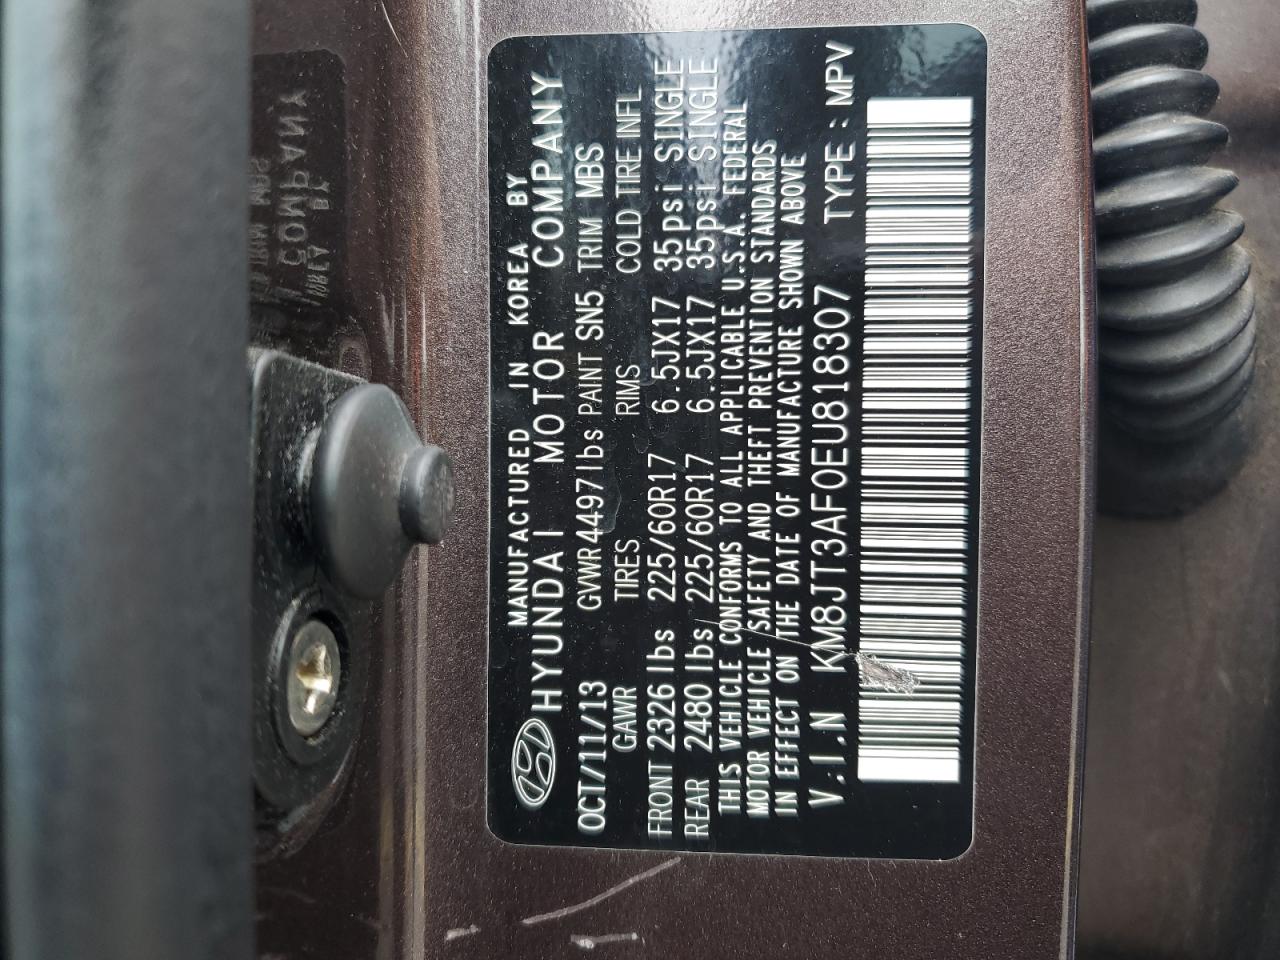 MANUFACTURED IN KOREA BY
HYUNDAI MOTOR COMPANY
OCT/11/13 GVWR4497lbs PAINT SN5 TRIM MBS
GAWR TIRES RIMS COLD TIRE INFL
FRONT 2326 lbs 225/60R17 6.5JX17 35psi SINGLE
REAR 2480 lbs 225/60R17 6.5JX17 35psi SINGLE
THIS VEHICLE CONFORMS TO ALL APPLICABLE U.S.A. FEDERAL
MOTOR VEHICLE SAFETY AND THEFT PREVENTION STANDARDS
IN EFFECT ON THE DATE OF MANUFACTURE SHOWN ABOVE
V.I.N KM8JT3AF0EU818307 TYPE : MPV